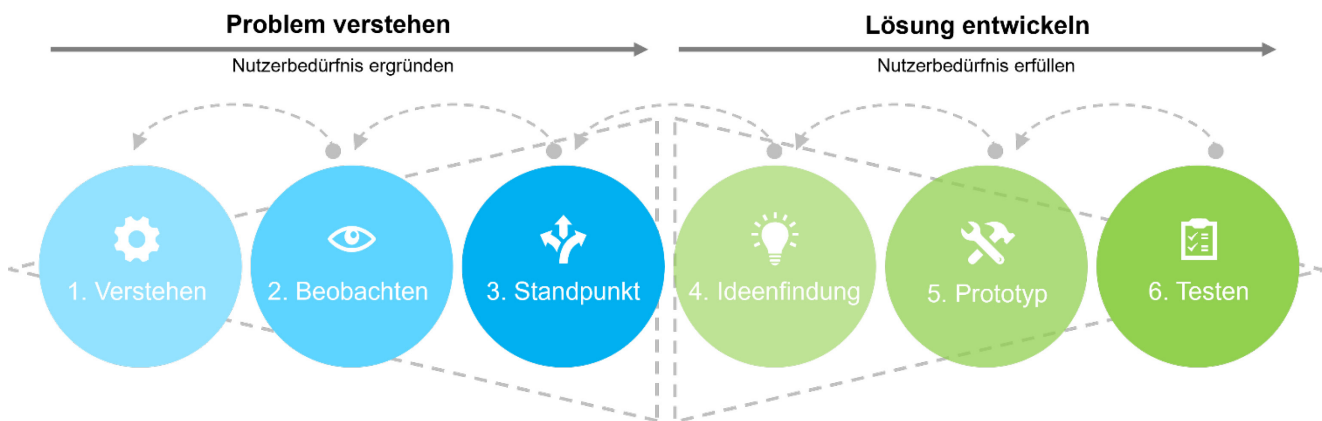 Problem verstehen
Nutzerbedürfnis ergründen
Lösung entwickeln
Nutzerbedürfnis erfüllen
1. Verstehen
2. Beobachten
3. Standpunkt
4. Ideenfindung
5. Prototyp
6. Testen